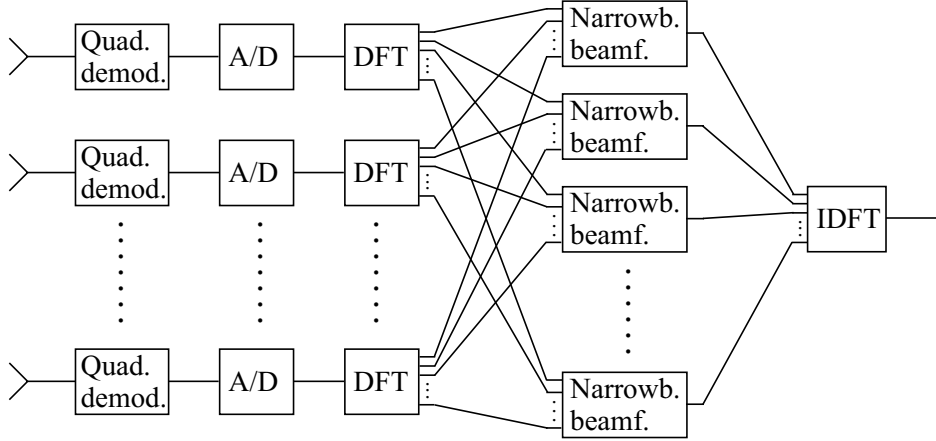 Quad.
demod.
A/D
DFT
Narrowb.
beamf.
Quad.
demod.
A/D
DFT
Narrowb.
beamf.
Narrowb.
beamf.
IDFT
Quad.
demod.
A/D
DFT
Narrowb.
beamf.